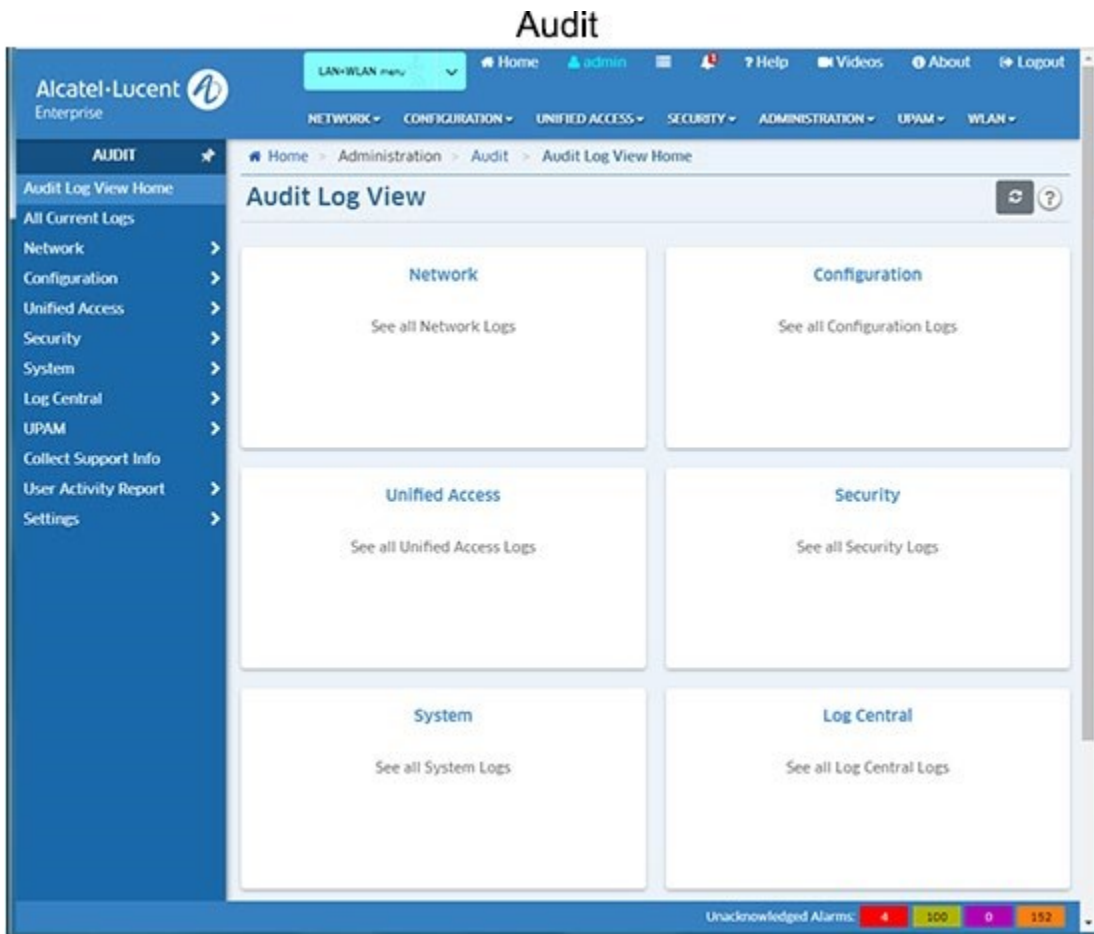 Audit
Alcatel·Lucent
Enterprise
LAN+WLAN menu
Home
admin
? Help
Videos
About
Logout
NETWORK
CONFIGURATION
UNIFIED ACCESS
SECURITY
ADMINISTRATION
UPAM
WLAN
AUDIT
Home > Administration > Audit > Audit Log View Home
Audit Log View Home
All Current Logs
Network
Configuration
Unified Access
Security
System
Log Central
UPAM
Collect Support Info
User Activity Report
Settings
Audit Log View
?
Network
See all Network Logs
Configuration
See all Configuration Logs
Unified Access
See all Unified Access Logs
Security
See all Security Logs
System
See all System Logs
Log Central
See all Log Central Logs
Unacknowledged Alarms: 4 100 0 152